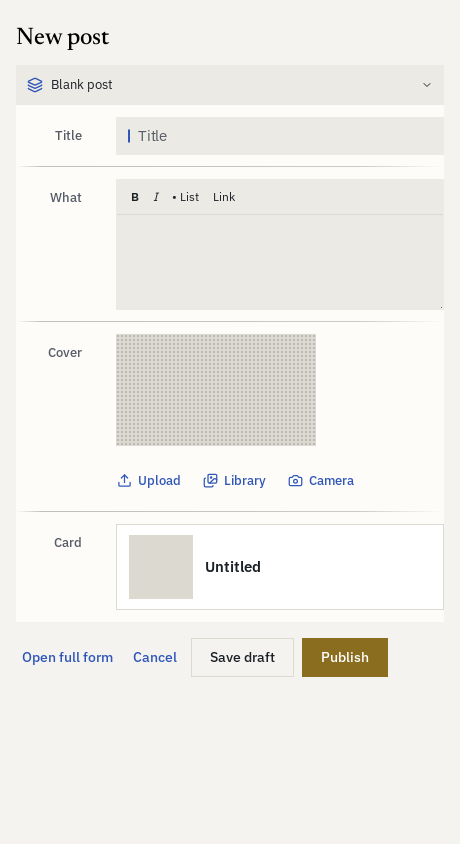 New post
Blank post
Title
Title
What
B I • List Link
Cover
Upload Library Camera
Card
Untitled
Open full form Cancel Save draft Publish